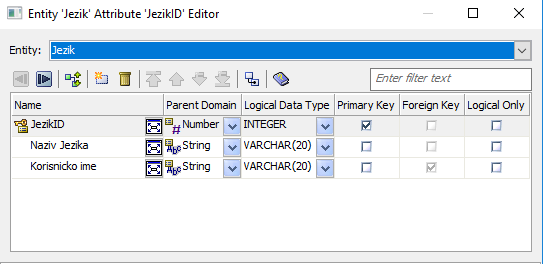 Entity 'Jezik' Attribute 'JezikID' Editor
Entity: Jezik
Enter filter text
Name Parent Domain Logical Data Type Primary Key Foreign Key Logical Only
JezikID Number INTEGER
Naziv Jezika String VARCHAR(20)
Korisnicko ime String VARCHAR(20)